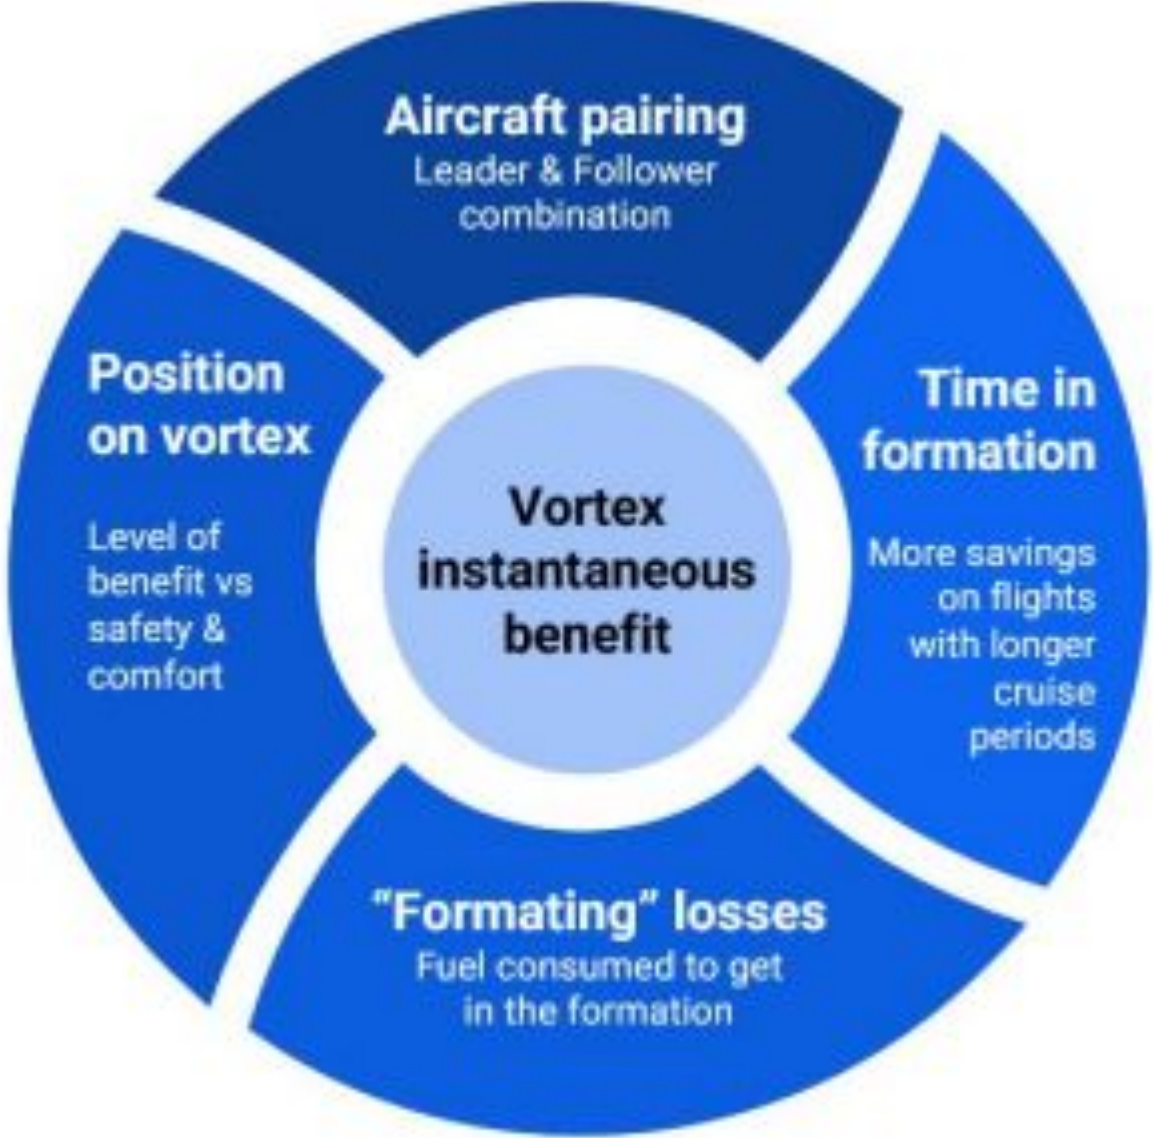 Aircraft pairing
Leader & Follower
combination
Position
on vortex
Level of
benefit vs
safety &
comfort
Vortex
instantaneous
benefit
Time in
formation
More savings
on flights
with longer
cruise
periods
“Formating” losses
Fuel consumed to get
in the formation